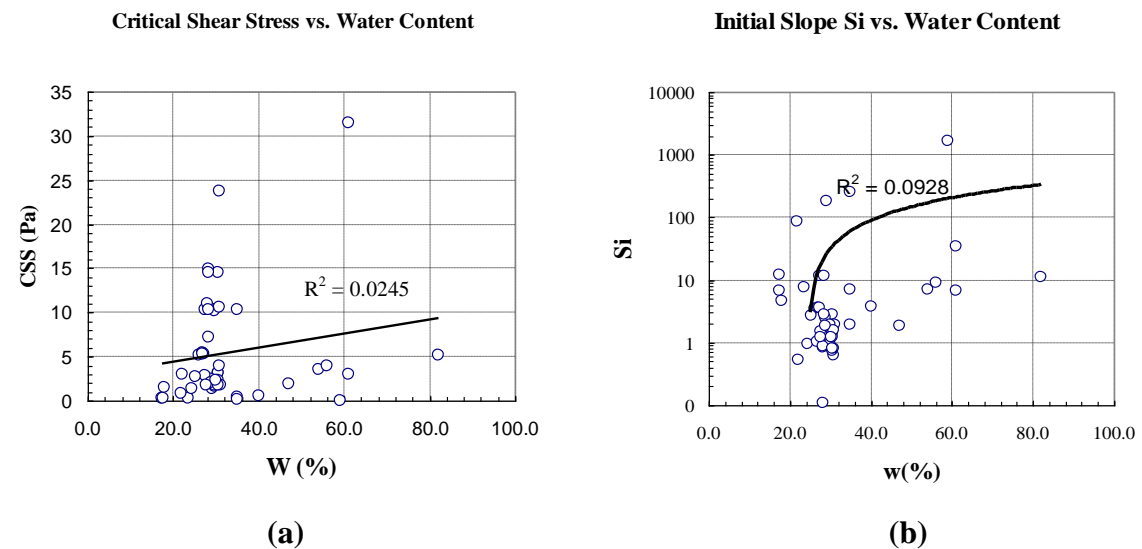 Critical Shear Stress vs. Water Content
35
30
25
20
15
10
5
0
CSS (Pa)
R² = 0.0245
0.0 20.0 40.0 60.0 80.0 100.0
W (%)
(a)
Initial Slope Si vs. Water Content
10000
1000
100
10
1
0
Si
R² = 0.0928
0.0 20.0 40.0 60.0 80.0 100.0
w(%)
(b)